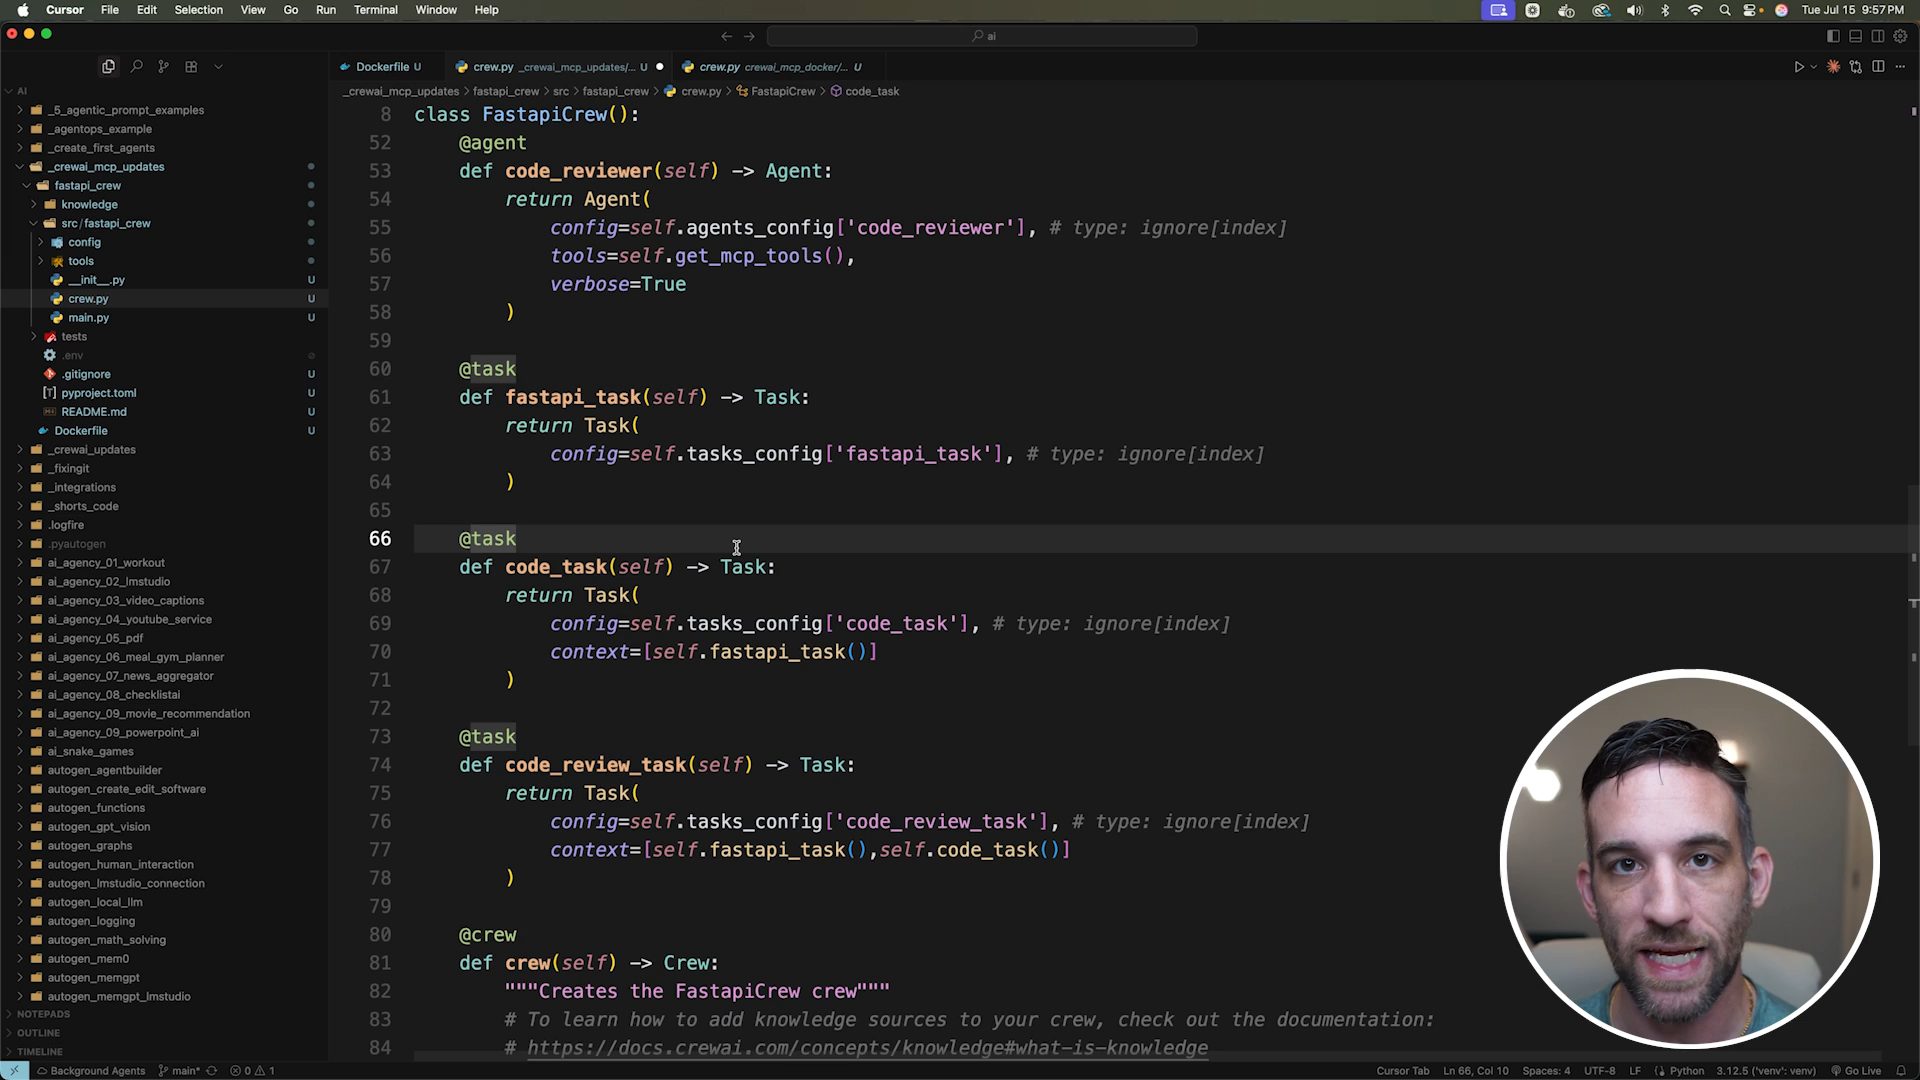 Cursor File Edit Selection View Go Run Terminal Window Help
Tue Jul 15 9:57 PM
ai
Dockerfile U
crew.py _crewai_mcp_updates/... U
crew.py crewai_mcp_docker/... U
_crewai_mcp_updates > fastapi_crew > src > fastapi_crew > crew.py > FastapiCrew > code_task
AI
_5_agentic_prompt_examples
_agentops_example
_create_first_agents
_crewai_mcp_updates
fastapi_crew
knowledge
src/fastapi_crew
config
tools
__init__.py U
crew.py U
main.py U
tests
.env
.gitignore U
pyproject.toml U
README.md U
Dockerfile U
_crewai_updates
_fixingit
_integrations
_shorts_code
.logfire
.pyautogen
ai_agency_01_workout
ai_agency_02_lmstudio
ai_agency_03_video_captions
ai_agency_04_youtube_service
ai_agency_05_pdf
ai_agency_06_meal_gym_planner
ai_agency_07_news_aggregator
ai_agency_08_checklistai
ai_agency_09_movie_recommendation
ai_agency_09_powerpoint_ai
ai_snake_games
autogen_agentbuilder
autogen_create_edit_software
autogen_functions
autogen_gpt_vision
autogen_graphs
autogen_human_interaction
autogen_lmstudio_connection
autogen_local_llm
autogen_logging
autogen_math_solving
autogen_mem0
autogen_memgpt
autogen_memgpt_lmstudio
NOTEPADS
OUTLINE
TIMELINE
8 class FastapiCrew():
52 @agent
53 def code_reviewer(self) -> Agent:
54 return Agent(
55 config=self.agents_config['code_reviewer'], # type: ignore[index]
56 tools=self.get_mcp_tools(),
57 verbose=True
58 )
59
60 @task
61 def fastapi_task(self) -> Task:
62 return Task(
63 config=self.tasks_config['fastapi_task'], # type: ignore[index]
64 )
65
66 @task
67 def code_task(self) -> Task:
68 return Task(
69 config=self.tasks_config['code_task'], # type: ignore[index]
70 context=[self.fastapi_task()]
71 )
72
73 @task
74 def code_review_task(self) -> Task:
75 return Task(
76 config=self.tasks_config['code_review_task'], # type: ignore[index]
77 context=[self.fastapi_task(),self.code_task()]
78 )
79
80 @crew
81 def crew(self) -> Crew:
82 """Creates the FastapiCrew crew"""
83 # To learn how to add knowledge sources to your crew, check out the documentation:
84 # https://docs.crewai.com/concepts/knowledge#what-is-knowledge
Background Agents main* 0 1
Cursor Tab Ln 66, Col 10 Spaces: 4 UTF-8 LF Python 3.12.5 ('venv': venv) Go Live